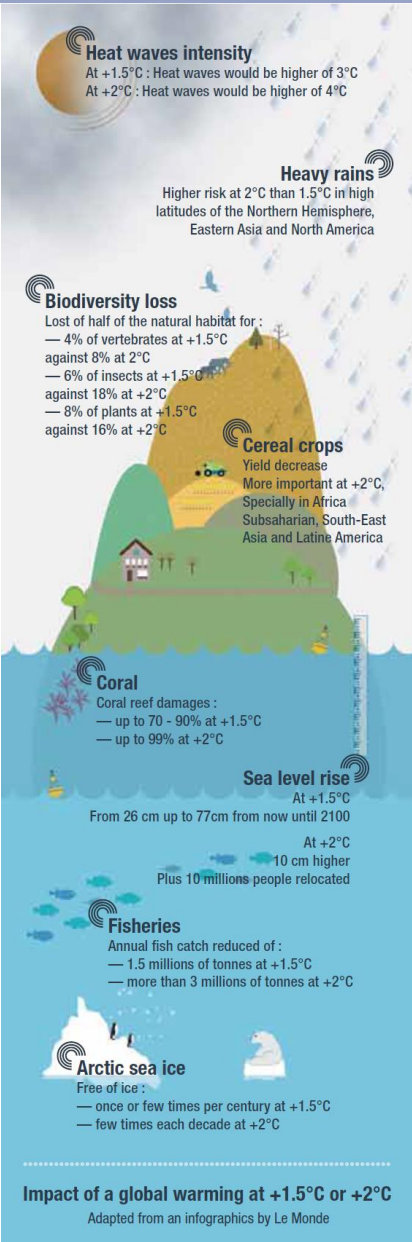 Heat waves intensity
At +1.5°C : Heat waves would be higher of 3°C
At +2°C : Heat waves would be higher of 4°C
Heavy rains
Higher risk at 2°C than 1.5°C in high
latitudes of the Northern Hemisphere,
Eastern Asia and North America
Biodiversity loss
Lost of half of the natural habitat for :
— 4% of vertebrates at +1.5°C
against 8% at 2°C
— 6% of insects at +1.5°C
against 18% at +2°C
— 8% of plants at +1.5°C
against 16% at +2°C
Cereal crops
Yield decrease
More important at +2°C,
Specially in Africa
Subsaharian, South-East
Asia and Latine America
Coral
Coral reef damages :
— up to 70 - 90% at +1.5°C
— up to 99% at +2°C
Sea level rise
At +1.5°C
From 26 cm up to 77cm from now until 2100
At +2°C
10 cm higher
Plus 10 millions people relocated
Fisheries
Annual fish catch reduced of :
— 1.5 millions of tonnes at +1.5°C
— more than 3 millions of tonnes at +2°C
Arctic sea ice
Free of ice :
— once or few times per century at +1.5°C
— few times each decade at +2°C
Impact of a global warming at +1.5°C or +2°C
Adapted from an infographics by Le Monde